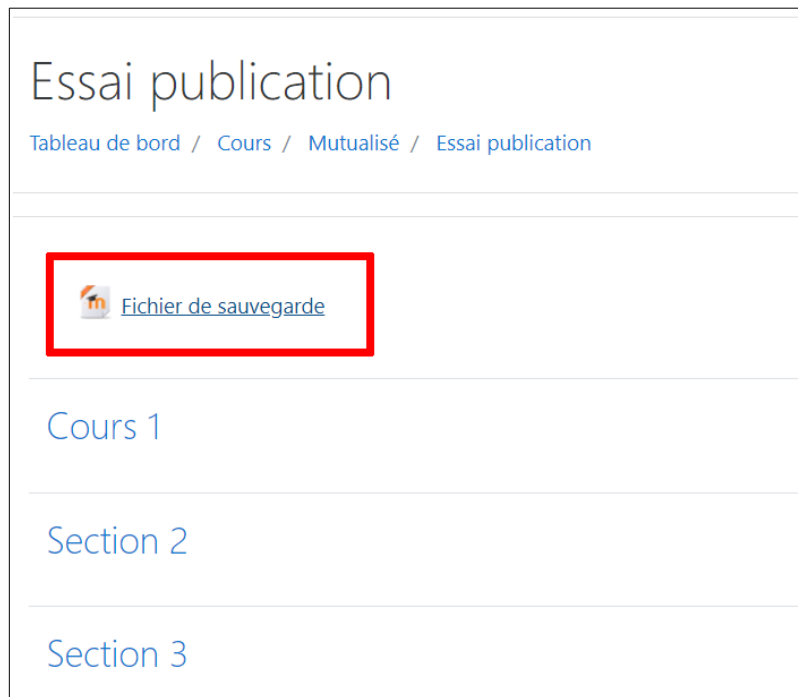 Essai publication
Tableau de bord / Cours / Mutualisé / Essai publication
Fichier de sauvegarde
Cours 1
Section 2
Section 3